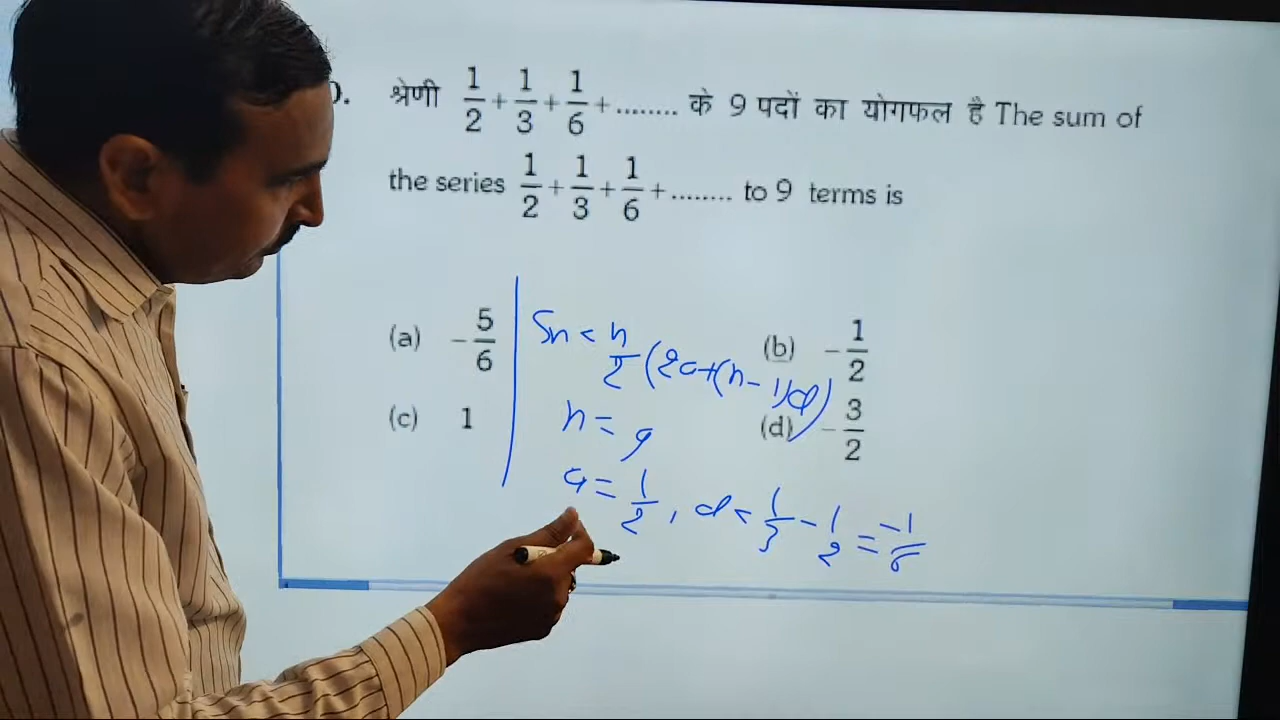 ). श्रेणी 1/2 + 1/3 + 1/6 + ........ के 9 पदों का योगफल है The sum of
the series 1/2 + 1/3 + 1/6 + ........ to 9 terms is
(a) -5/6
(b) -1/2
(c) 1
(d) -3/2
Sn = n/2 (2a+(n-1)d)
n = 9
a = 1/2, d = 1/3 - 1/2 = -1/6